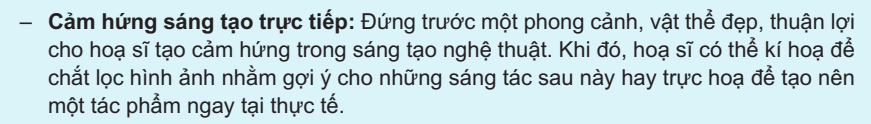 – Cảm hứng sáng tạo trực tiếp: Đứng trước một phong cảnh, vật thể đẹp, thuận lợi
cho hoạ sĩ tạo cảm hứng trong sáng tạo nghệ thuật. Khi đó, hoạ sĩ có thể kí hoạ để
chắt lọc hình ảnh nhằm gợi ý cho những sáng tác sau này hay trực hoạ để tạo nên
một tác phẩm ngay tại thực tế.